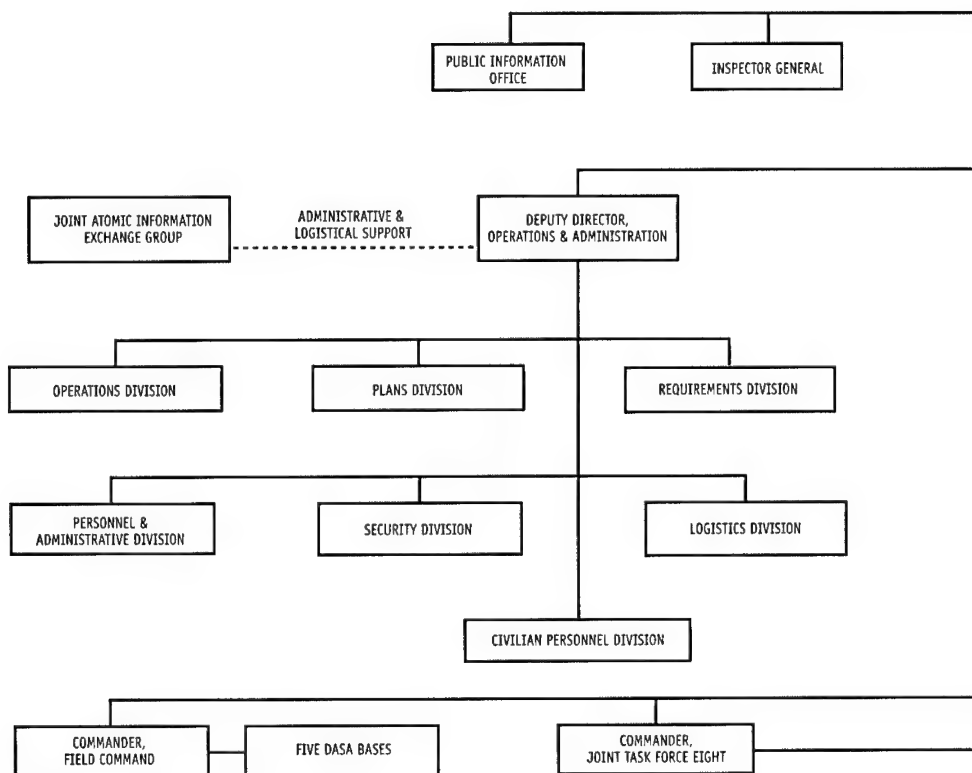 PUBLIC INFORMATION
OFFICE
INSPECTOR GENERAL
JOINT ATOMIC INFORMATION
EXCHANGE GROUP
ADMINISTRATIVE &
LOGISTICAL SUPPORT
DEPUTY DIRECTOR,
OPERATIONS & ADMINISTRATION
OPERATIONS DIVISION
PLANS DIVISION
REQUIREMENTS DIVISION
PERSONNEL &
ADMINISTRATIVE DIVISION
SECURITY DIVISION
LOGISTICS DIVISION
CIVILIAN PERSONNEL DIVISION
COMMANDER,
FIELD COMMAND
FIVE DASA BASES
COMMANDER,
JOINT TASK FORCE EIGHT